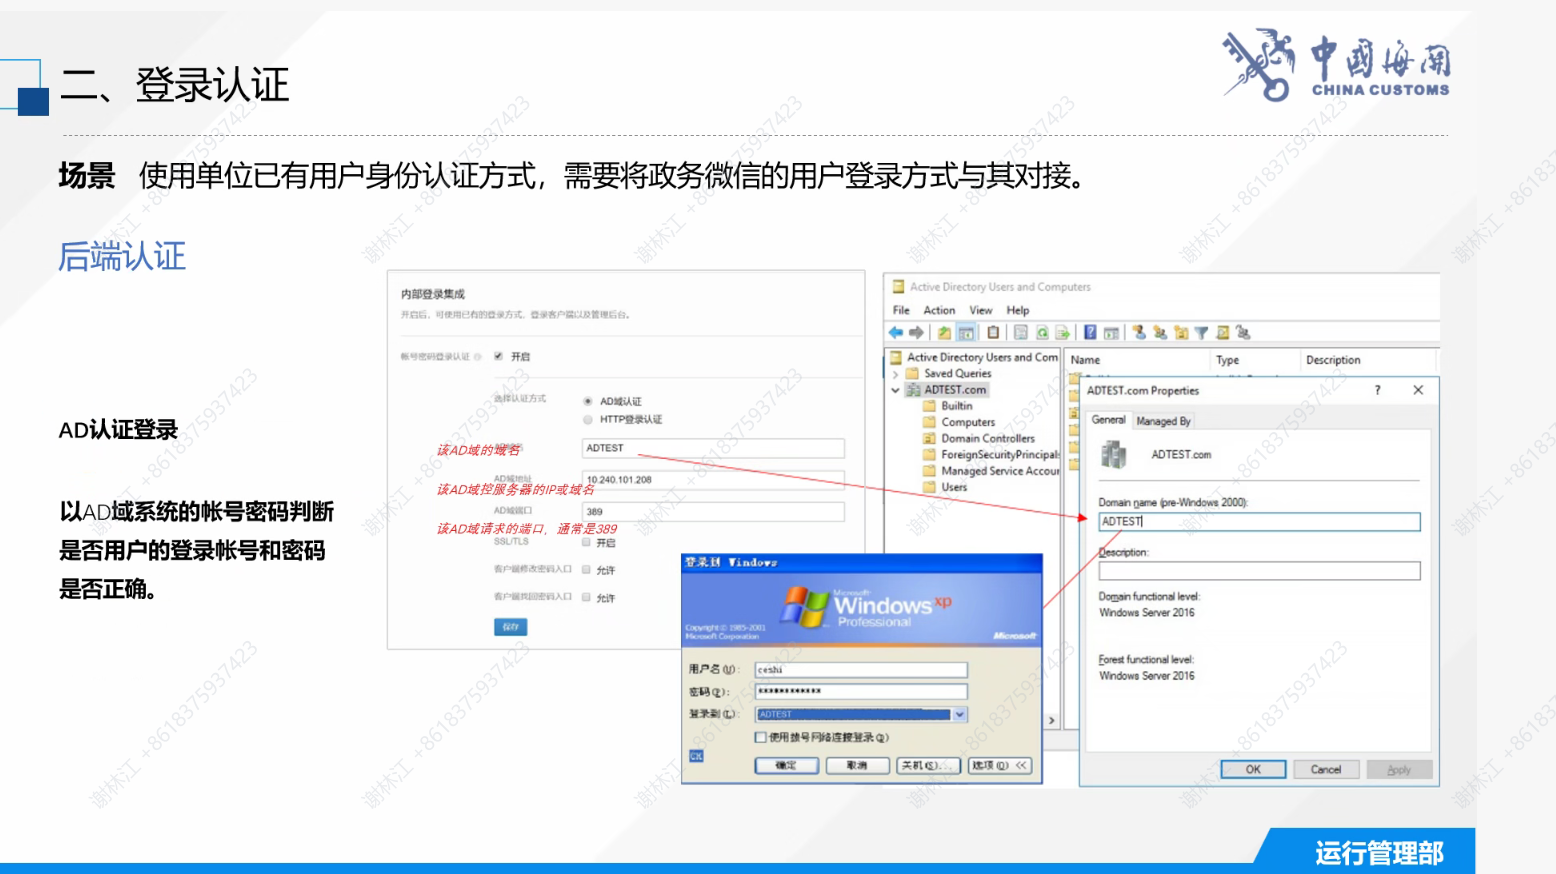 二、登录认证
中国海关
CHINA CUSTOMS
场景 使用单位已有用户身份认证方式，需要将政务微信的用户登录方式与其对接。
后端认证
AD认证登录
以AD域系统的帐号密码判断
是否用户的登录帐号和密码
是否正确。
内部登录集成
开启后，可使用已有的登录方式，登录客户端以及管理后台。
帐号密码登录认证 开启
选择认证方式 AD域认证
HTTP登录认证
该AD域的域名
ADTEST
AD域地址 10.240.101.208
该AD域控服务器的IP或域名
AD域端口 389
该AD域请求的端口，通常是389
SSL/TLS 开启
客户端修改密码入口 允许
客户端找回密码入口 允许
保存
Active Directory Users and Computers
File Action View Help
Active Directory Users and Com
Saved Queries
ADTEST.com
Builtin
Computers
Domain Controllers
ForeignSecurityPrincipals
Managed Service Accour
Users
Name Type Description
ADTEST.com Properties
? ×
General Managed By
ADTEST.com
Domain name (pre-Windows 2000):
ADTEST
Description:
Domain functional level:
Windows Server 2016
Forest functional level:
Windows Server 2016
OK Cancel Apply
登录到 Windows
Microsoft
Windows xp
Professional
Copyright © 1985-2001
Microsoft Corporation
Microsoft
用户名(U): ceshi
密码(P): ************
登录到(L): ADTEST
使用拨号网络连接登录(D)
确定 取消 关机(S)... 选项(O) <<
运行管理部
谢林江 +8618375937423